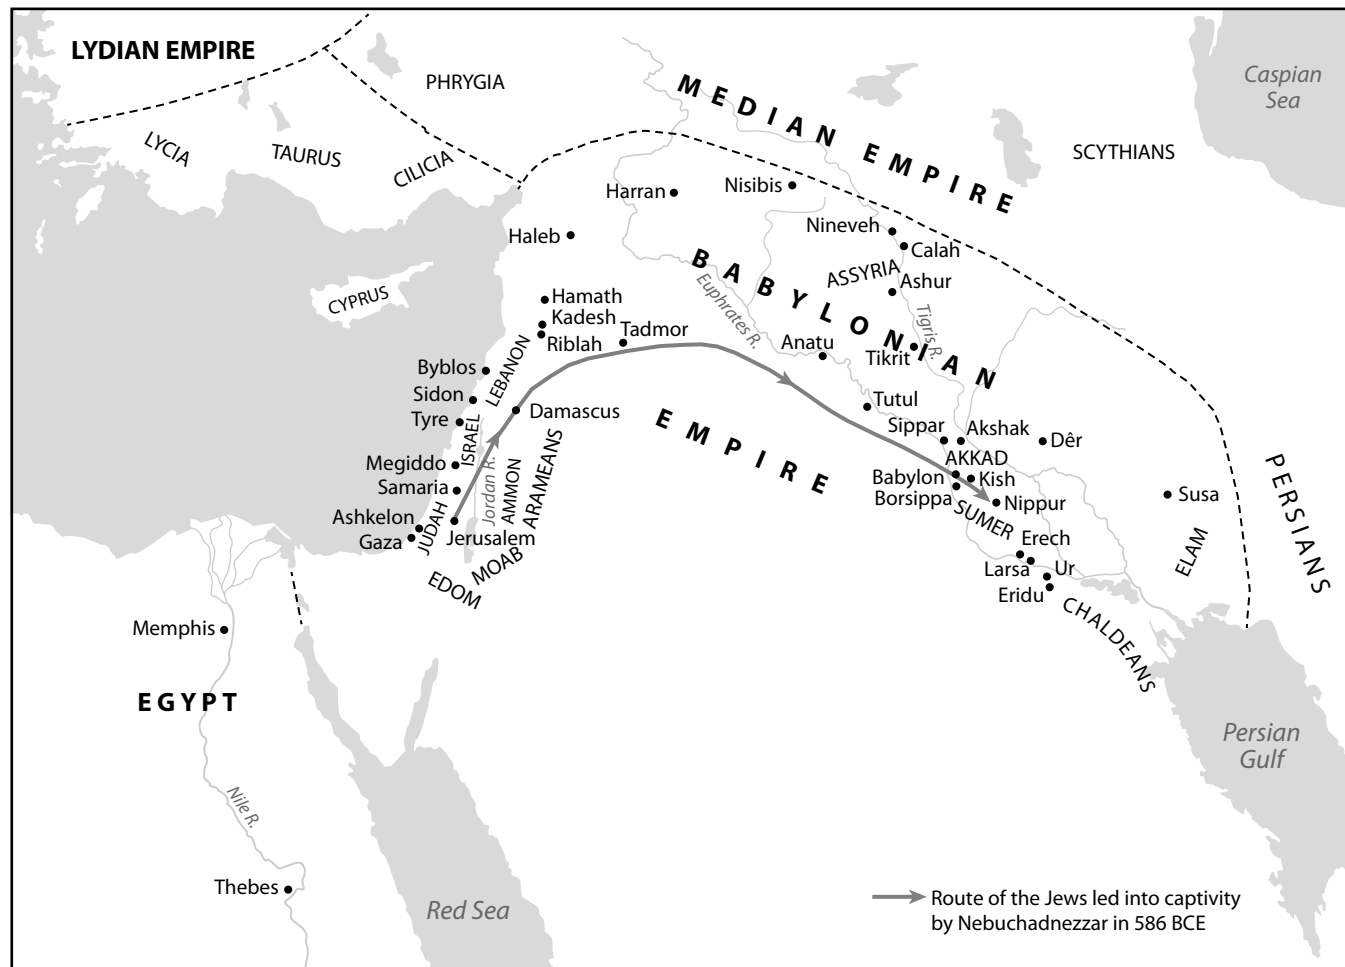 LYDIAN EMPIRE
PHRYGIA
MEDIAN EMPIRE
Caspian
Sea
LYCIA
TAURUS
CILICIA
SCYTHIANS
Harran
Nisibis
Nineveh
Calah
Haleb
BABYLONIAN
EMPIRE
ASSYRIA
Ashur
Euphrates R.
Tigris R.
CYPRUS
Hamath
Kadesh
Riblah
Tadmor
Anatu
Tikrit
Byblos
LEBANON
Sidon
Tyre
Damascus
Tutul
ISRAEL
Sippar
Akshak
Dêr
AKKAD
Megiddo
Samaria
Jordan R.
AMMON
ARAMEANS
Babylon
Kish
Borsippa
Nippur
Susa
PERSIANS
Ashkelon
Gaza
JUDAH
Jerusalem
SUMER
Erech
ELAM
MOAB
EDOM
Larsa
Ur
Eridu
CHALDEANS
Memphis
EGYPT
Persian
Gulf
Nile R.
Thebes
Red Sea
Route of the Jews led into captivity
by Nebuchadnezzar in 586 BCE